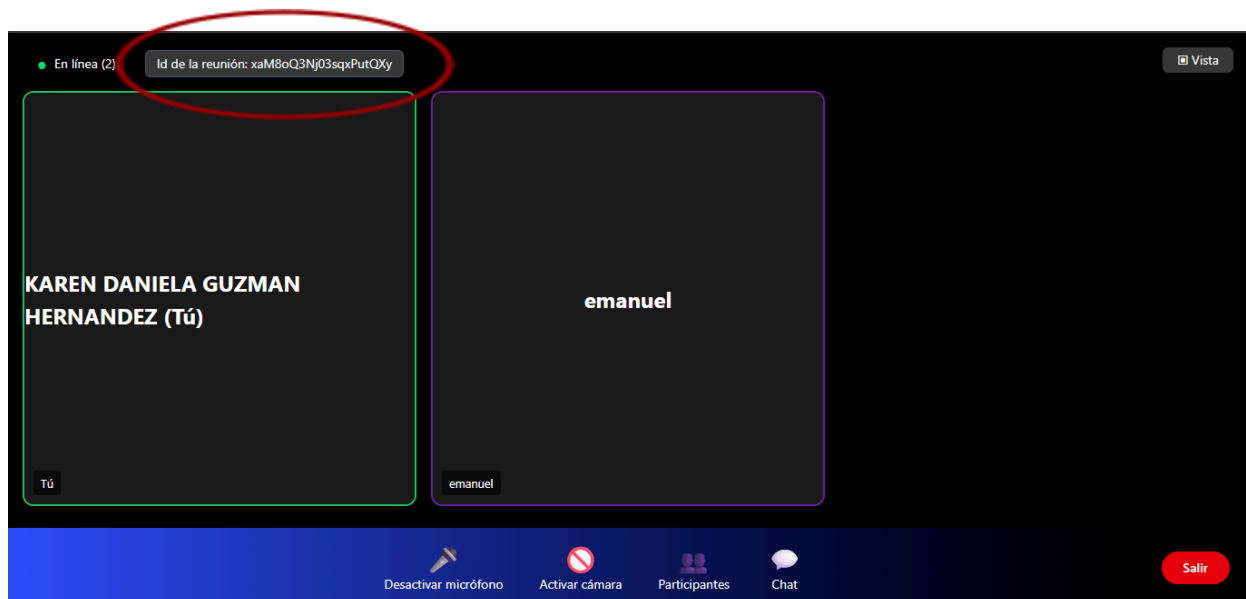 En línea (2)
Id de la reunión: xaM8oQ3Nj03sqxPutQXy
Vista
KAREN DANIELA GUZMAN
HERNANDEZ (Tú)
emanuel
Tú
emanuel
Desactivar micrófono
Activar cámara
Participantes
Chat
Salir